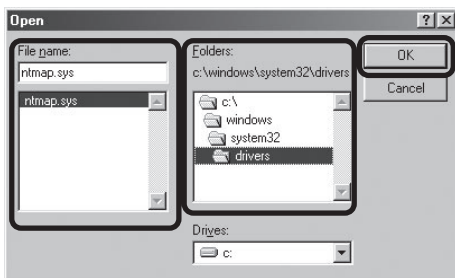 Open
File name:
ntmap.sys
ntmap.sys
Folders:
c:\windows\system32\drivers
c:\
windows
system32
drivers
Drives:
c:
OK
Cancel